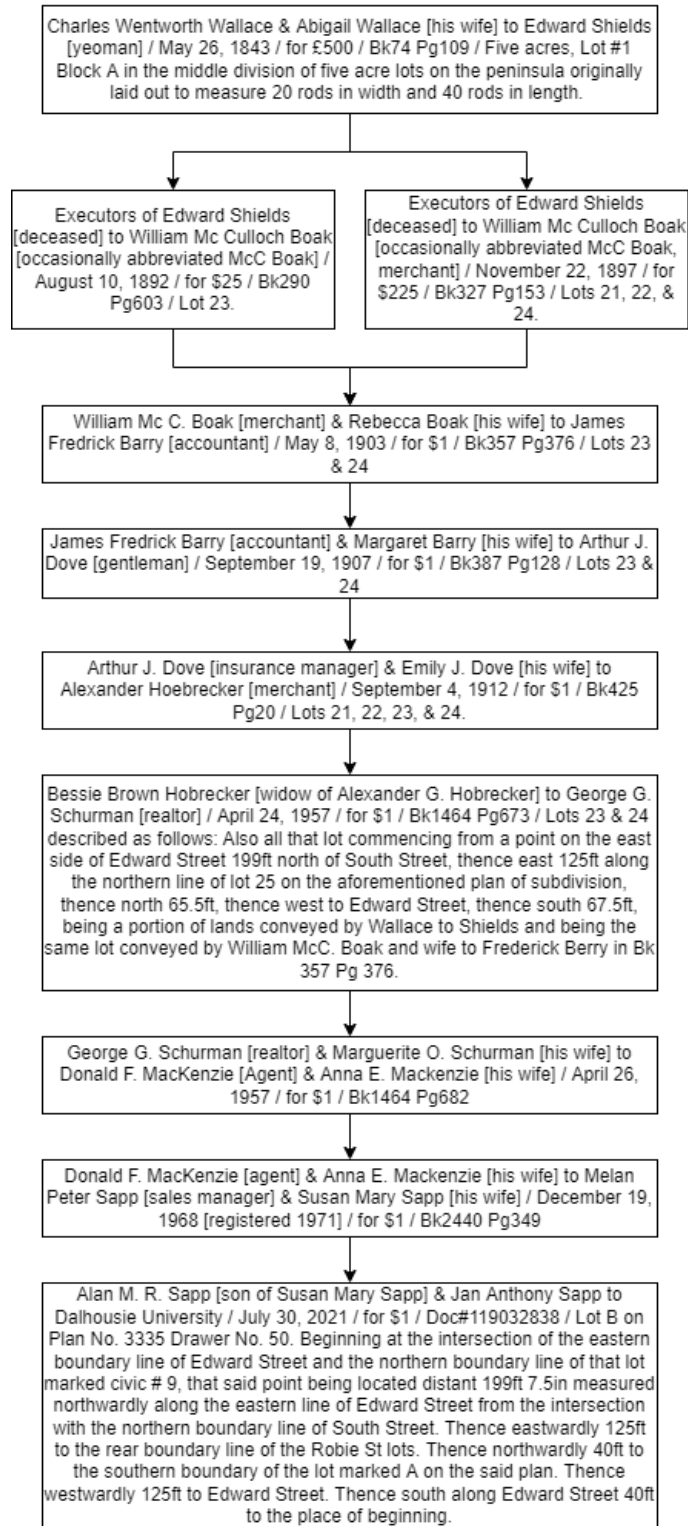 Charles Wentworth Wallace & Abigail Wallace [his wife] to Edward Shields
[yeoman] / May 26, 1843 / for £500 / Bk74 Pg109 / Five acres, Lot #1
Block A in the middle division of five acre lots on the peninsula originally
laid out to measure 20 rods in width and 40 rods in length.
Executors of Edward Shields
[deceased] to William Mc Culloch Boak
[occasionally abbreviated McC Boak] /
August 10, 1892 / for $25 / Bk290
Pg603 / Lot 23.
Executors of Edward Shields
[deceased] to William Mc Culloch Boak
[occasionally abbreviated McC Boak,
merchant] / November 22, 1897 / for
$225 / Bk327 Pg153 / Lots 21, 22, &
24.
William Mc C. Boak [merchant] & Rebecca Boak [his wife] to James
Fredrick Barry [accountant] / May 8, 1903 / for $1 / Bk357 Pg376 / Lots 23
& 24
James Fredrick Barry [accountant] & Margaret Barry [his wife] to Arthur J.
Dove [gentleman] / September 19, 1907 / for $1 / Bk387 Pg128 / Lots 23 &
24
Arthur J. Dove [insurance manager] & Emily J. Dove [his wife] to
Alexander Hoebrecker [merchant] / September 4, 1912 / for $1 / Bk425
Pg20 / Lots 21, 22, 23, & 24.
Bessie Brown Hobrecker [widow of Alexander G. Hobrecker] to George G.
Schurman [realtor] / April 24, 1957 / for $1 / Bk1464 Pg673 / Lots 23 & 24
described as follows: Also all that lot commencing from a point on the east
side of Edward Street 199ft north of South Street, thence east 125ft along
the northern line of lot 25 on the aforementioned plan of subdivision,
thence north 65.5ft, thence west to Edward Street, thence south 67.5ft,
being a portion of lands conveyed by Wallace to Shields and being the
same lot conveyed by William McC. Boak and wife to Frederick Berry in Bk
357 Pg 376.
George G. Schurman [realtor] & Marguerite O. Schurman [his wife] to
Donald F. MacKenzie [Agent] & Anna E. Mackenzie [his wife] / April 26,
1957 / for $1 / Bk1464 Pg682
Donald F. MacKenzie [agent] & Anna E. Mackenzie [his wife] to Melan
Peter Sapp [sales manager] & Susan Mary Sapp [his wife] / December 19,
1968 [registered 1971] / for $1 / Bk2440 Pg349
Alan M. R. Sapp [son of Susan Mary Sapp] & Jan Anthony Sapp to
Dalhousie University / July 30, 2021 / for $1 / Doc#119032838 / Lot B on
Plan No. 3335 Drawer No. 50. Beginning at the intersection of the eastern
boundary line of Edward Street and the northern boundary line of that lot
marked civic # 9, that said point being located distant 199ft 7.5in measured
northwardly along the eastern line of Edward Street from the intersection
with the northern boundary line of South Street. Thence eastwardly 125ft
to the rear boundary line of the Robie St lots. Thence northwardly 40ft to
the southern boundary of the lot marked A on the said plan. Thence
westwardly 125ft to Edward Street. Thence south along Edward Street 40ft
to the place of beginning.